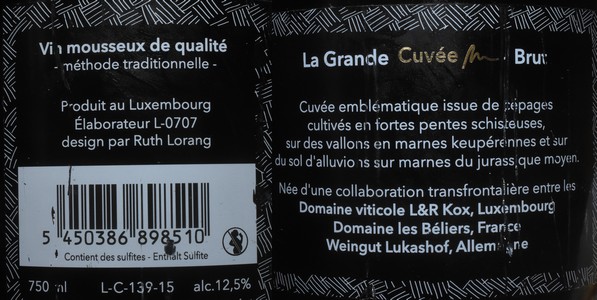 Vin mousseux de qualité
- méthode traditionnelle -
Produit au Luxembourg
Élaborateur L-0707
design par Ruth Lorang
5 450386 898510
Contient des sulfites - Enthält Sulfite
750 ml L-C-139-15 alc.12,5%
La Grande Cuvée Brut
Cuvée emblématique issue de cépages
cultivés en fortes pentes schisteuses,
sur des vallons en marnes keupérennes et sur
du sol d'alluvions sur marnes du jurassique moyen.
Née d'une collaboration transfrontalière entre les
Domaine viticole L&R Kox, Luxembourg
Domaine les Béliers, France
Weingut Lukashof, Allemagne